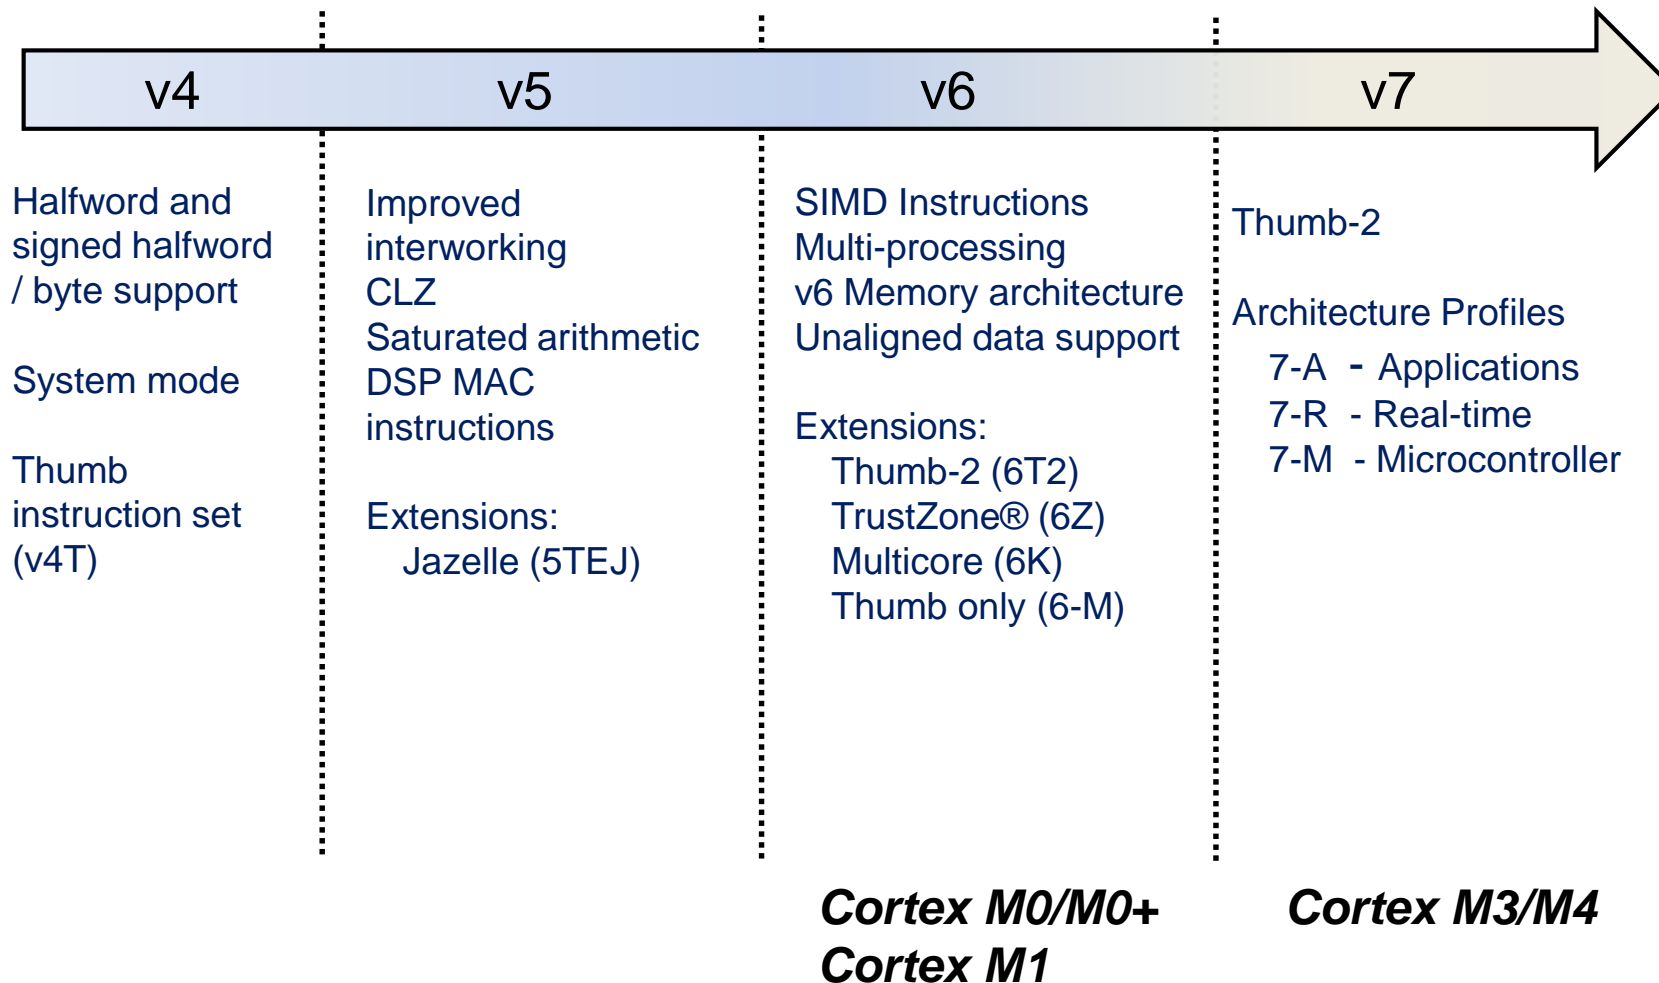 v4
v5
v6
v7
Halfword and
signed halfword
/ byte support
System mode
Thumb
instruction set
(v4T)
Improved
interworking
CLZ
Saturated arithmetic
DSP MAC
instructions
Extensions:
Jazelle (5TEJ)
SIMD Instructions
Multi-processing
v6 Memory architecture
Unaligned data support
Extensions:
Thumb-2 (6T2)
TrustZone® (6Z)
Multicore (6K)
Thumb only (6-M)
Thumb-2
Architecture Profiles
7-A - Applications
7-R - Real-time
7-M - Microcontroller
Cortex M0/M0+
Cortex M1
Cortex M3/M4